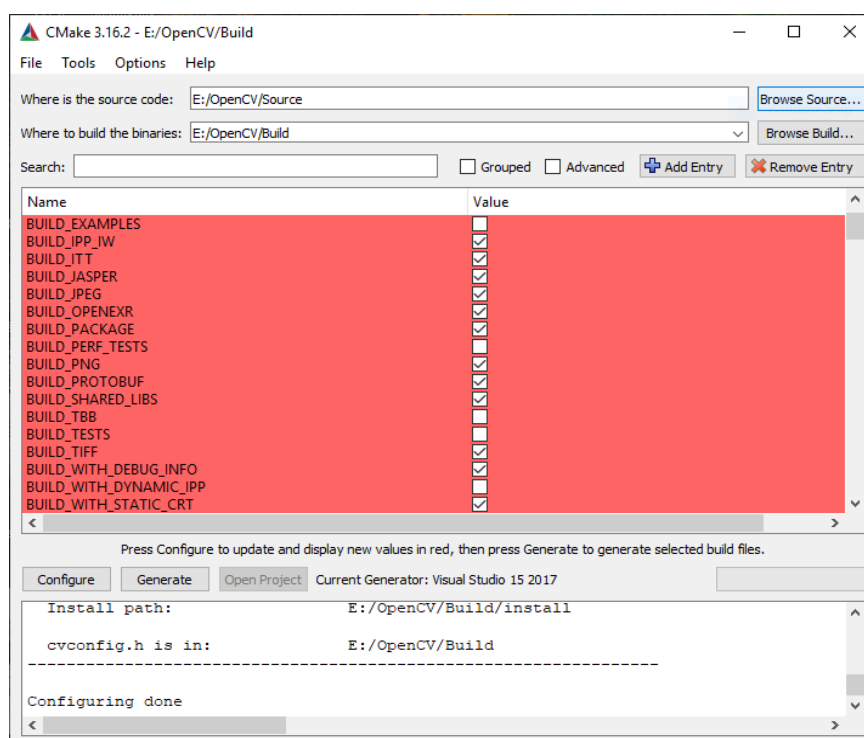 CMake 3.16.2 - E:/OpenCV/Build
File Tools Options Help
Where is the source code: E:/OpenCV/Source Browse Source...
Where to build the binaries: E:/OpenCV/Build Browse Build...
Search: Grouped Advanced Add Entry Remove Entry
Name Value
BUILD_EXAMPLES
BUILD_IPP_IW
BUILD_ITT
BUILD_JASPER
BUILD_JPEG
BUILD_OPENEXR
BUILD_PACKAGE
BUILD_PERF_TESTS
BUILD_PNG
BUILD_PROTOBUF
BUILD_SHARED_LIBS
BUILD_TBB
BUILD_TESTS
BUILD_TIFF
BUILD_WITH_DEBUG_INFO
BUILD_WITH_DYNAMIC_IPP
BUILD_WITH_STATIC_CRT
Press Configure to update and display new values in red, then press Generate to generate selected build files.
Configure Generate Open Project Current Generator: Visual Studio 15 2017
Install path: E:/OpenCV/Build/install
cvconfig.h is in: E:/OpenCV/Build
-----------------------------------------------------------------
Configuring done